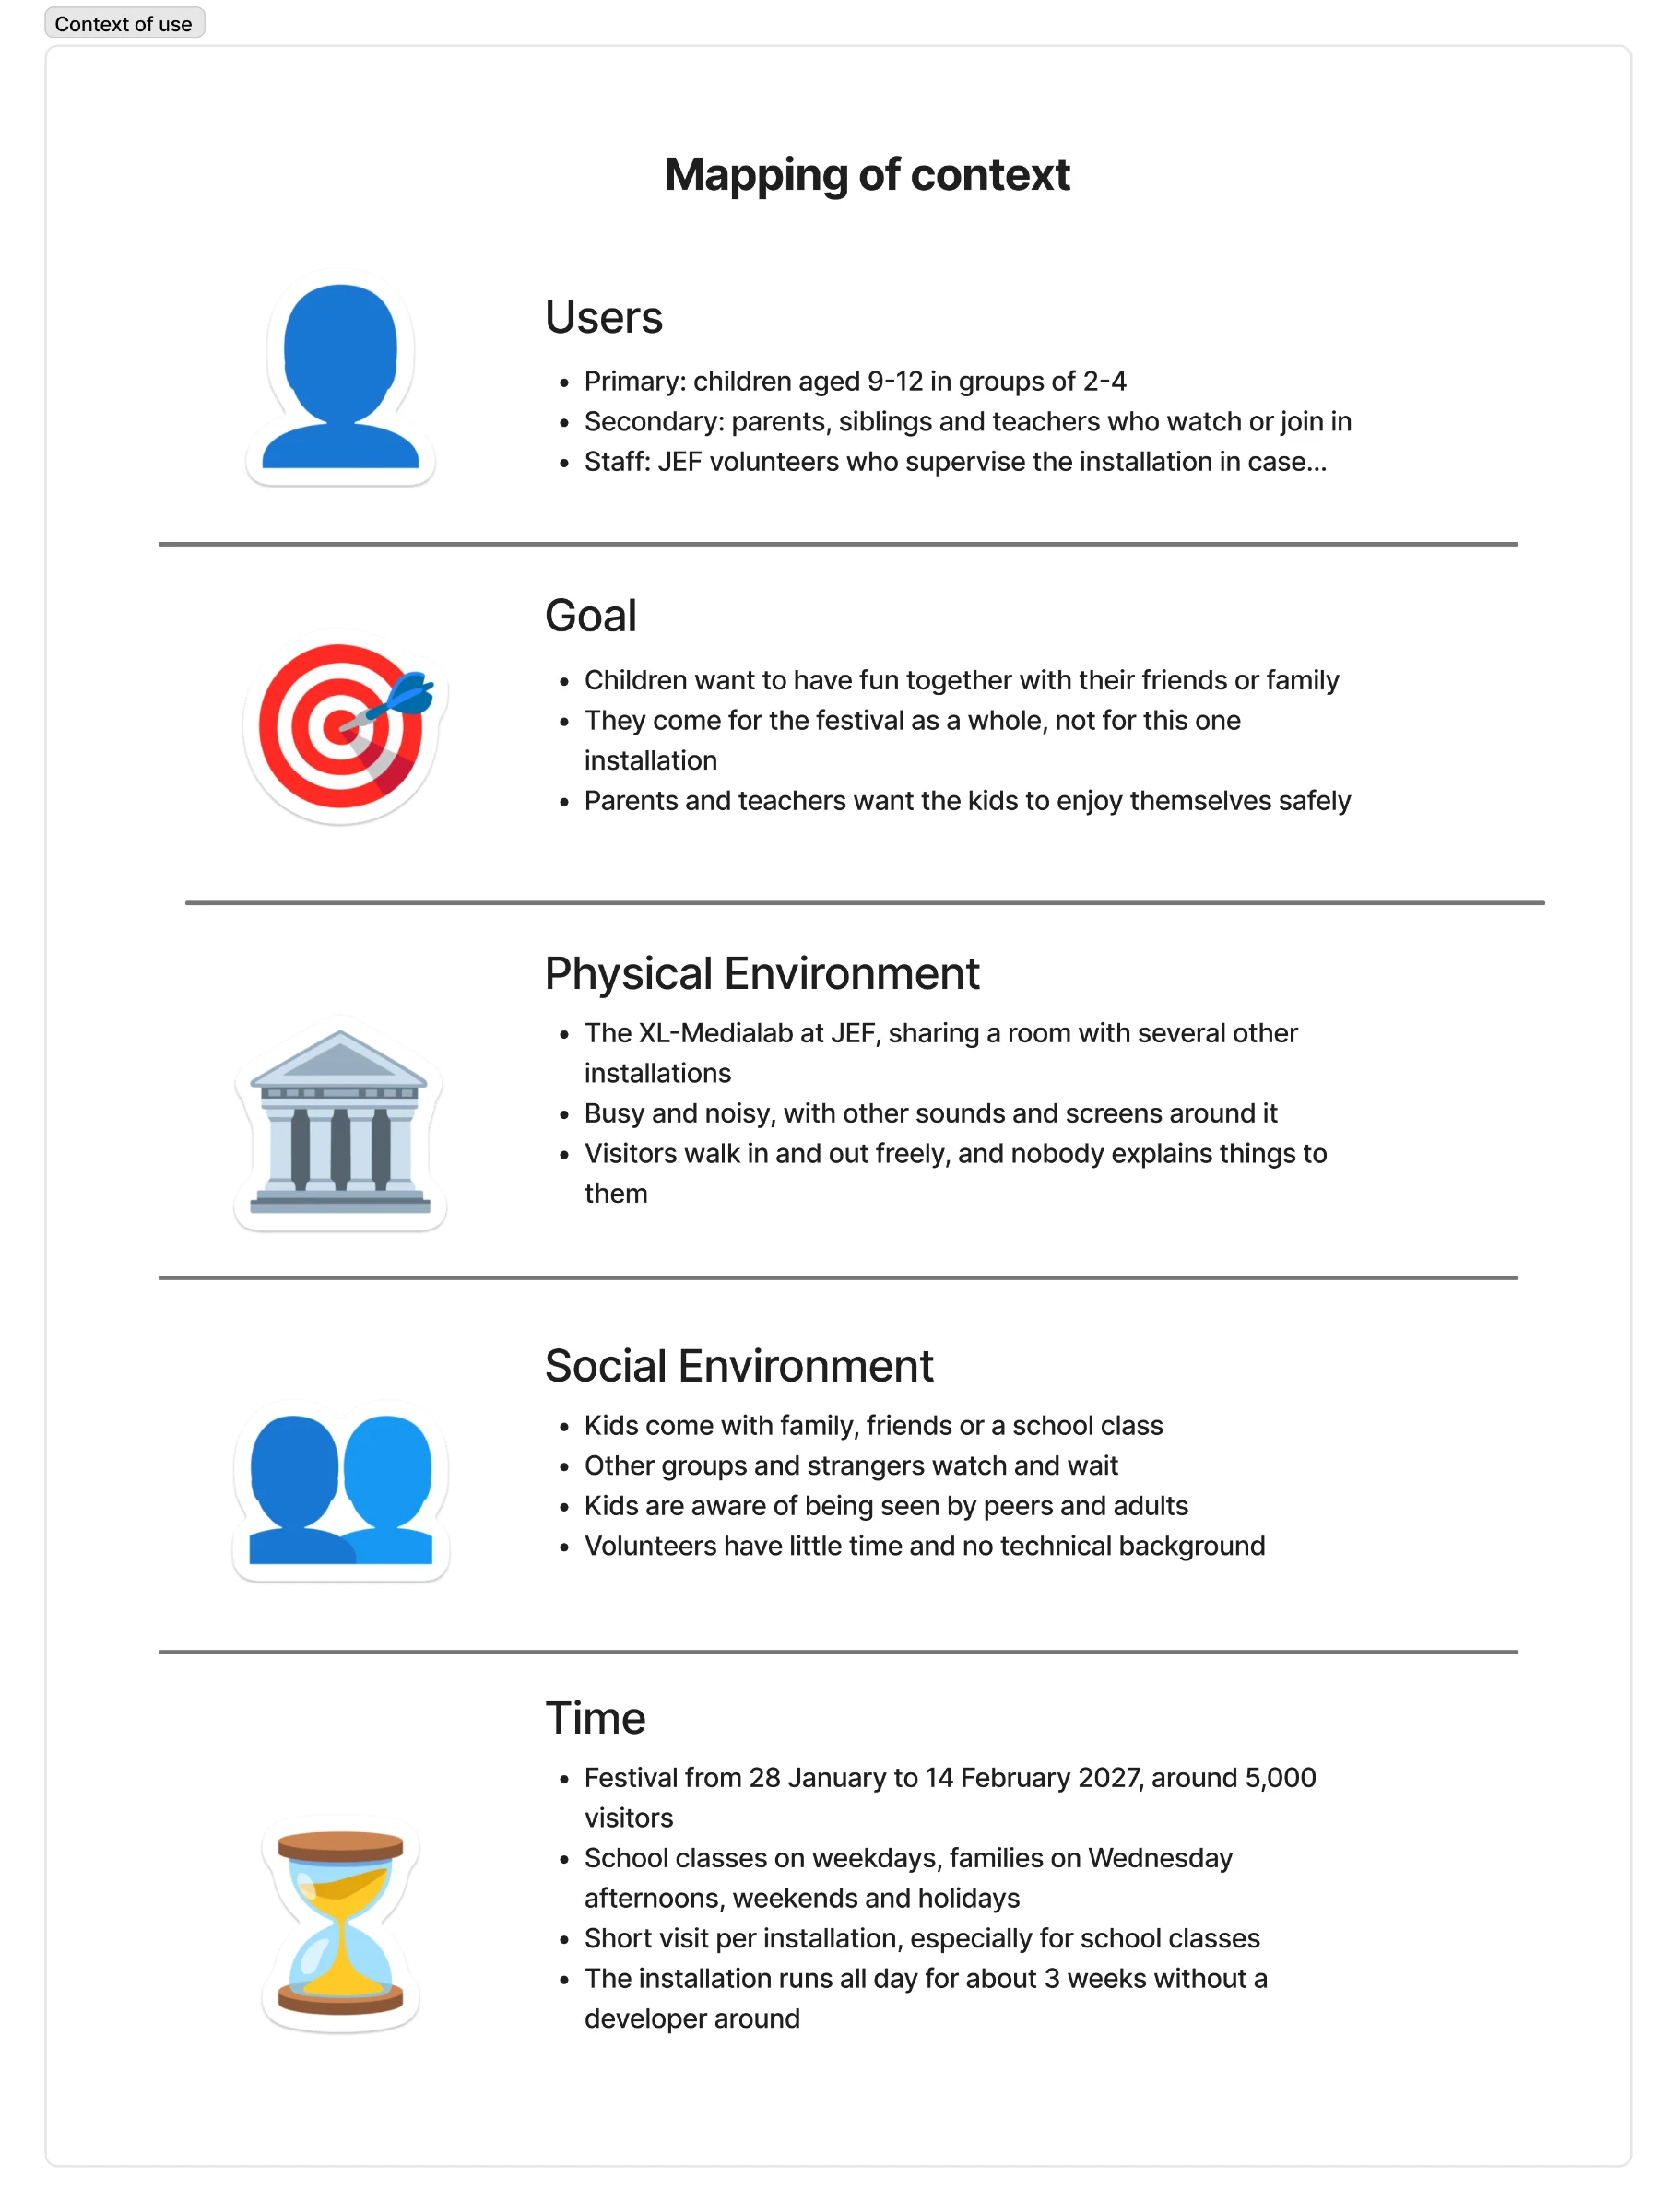 Context of use
Mapping of context
Users
• Primary: children aged 9-12 in groups of 2-4
• Secondary: parents, siblings and teachers who watch or join in
• Staff: JEF volunteers who supervise the installation in case...
Goal
• Children want to have fun together with their friends or family
• They come for the festival as a whole, not for this one
installation
• Parents and teachers want the kids to enjoy themselves safely
Physical Environment
• The XL-Medialab at JEF, sharing a room with several other
installations
• Busy and noisy, with other sounds and screens around it
• Visitors walk in and out freely, and nobody explains things to
them
Social Environment
• Kids come with family, friends or a school class
• Other groups and strangers watch and wait
• Kids are aware of being seen by peers and adults
• Volunteers have little time and no technical background
Time
• Festival from 28 January to 14 February 2027, around 5,000
visitors
• School classes on weekdays, families on Wednesday
afternoons, weekends and holidays
• Short visit per installation, especially for school classes
• The installation runs all day for about 3 weeks without a
developer around